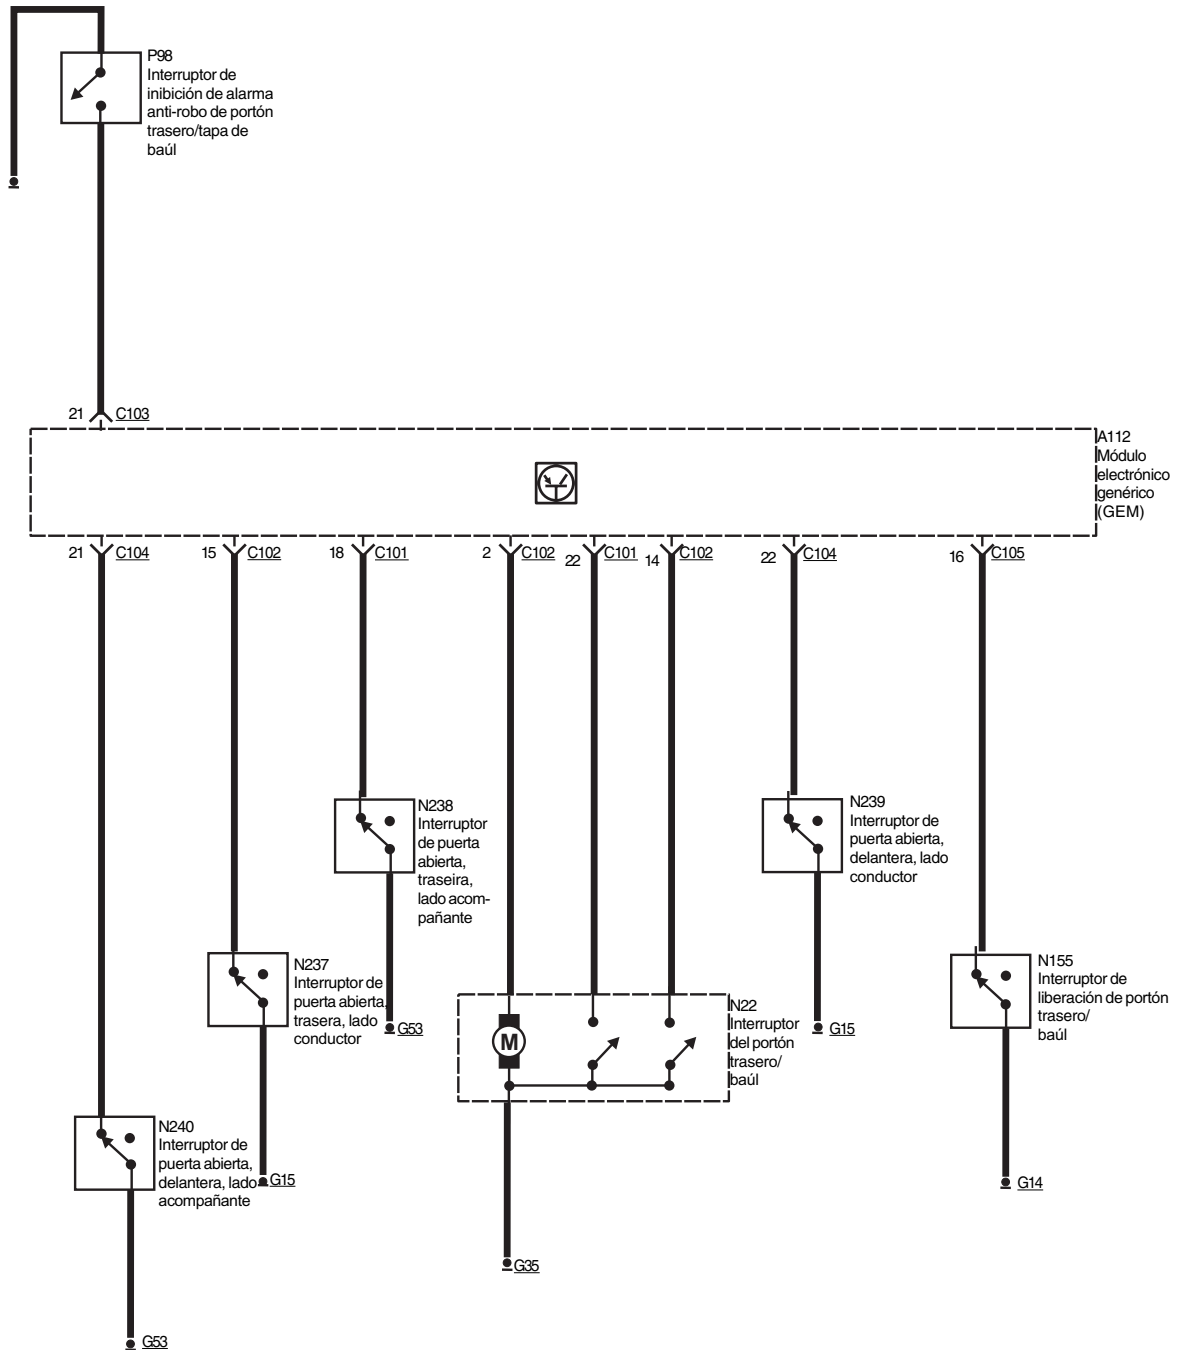 P98
Interruptor de
inibición de alarma
anti-robo de portón
trasero/tapa de
baúl
21 C103
A112
Módulo
electrónico
genérico
(GEM)
21 C104
15 C102
18 C101
2 C102
22 C101
14 C102
22 C104
16 C105
N238
Interruptor
de puerta
abierta,
traseira,
lado acom-
pañante
G53
N239
Interruptor de
puerta abierta,
delantera, lado
conductor
G15
N237
Interruptor de
puerta abierta,
trasera, lado
conductor
G15
M
N22
Interruptor
del portón
trasero/
baúl
G35
N155
Interruptor de
liberación de portón
trasero/
baúl
G14
N240
Interruptor de
puerta abierta,
delantera, lado
acompañante
G53